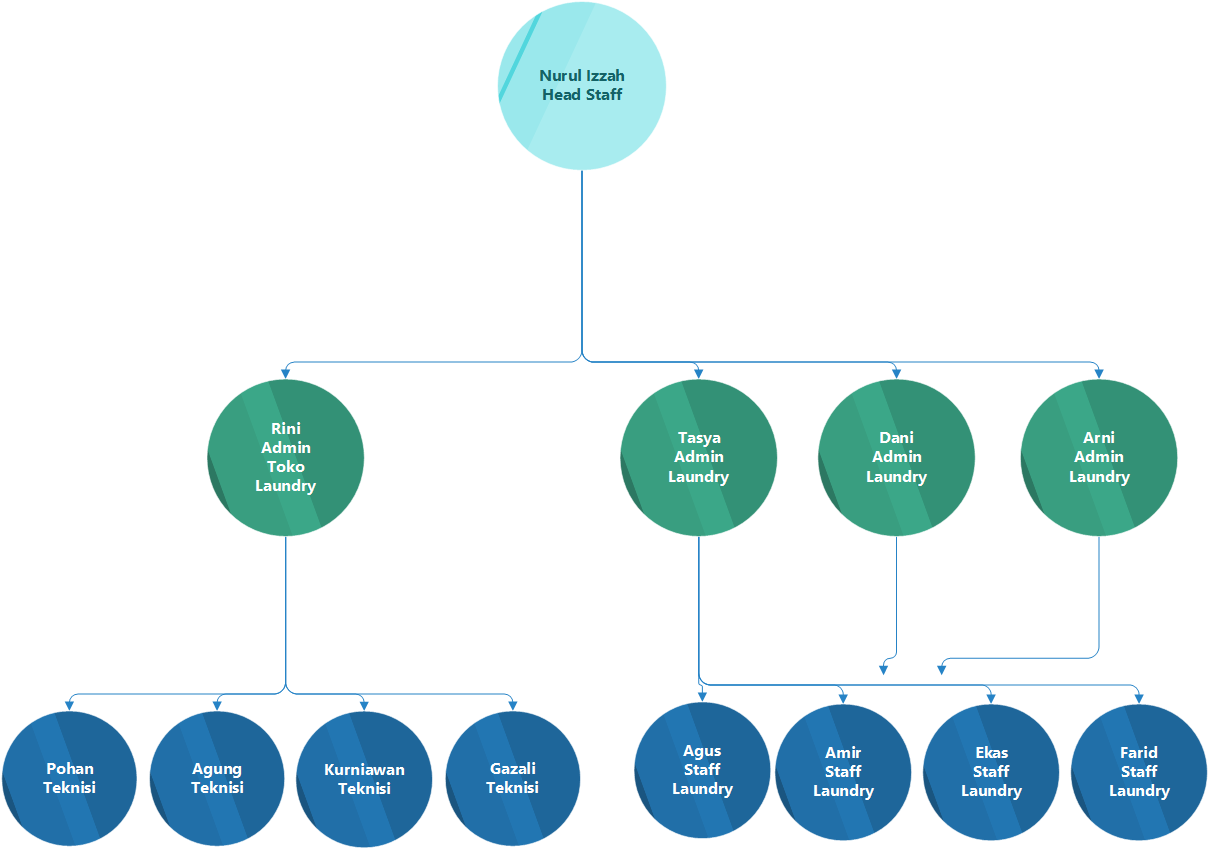 Nurul Izzah
Head Staff
Rini
Admin
Toko
Laundry
Tasya
Admin
Laundry
Dani
Admin
Laundry
Arni
Admin
Laundry
Pohan
Teknisi
Agung
Teknisi
Kurniawan
Teknisi
Gazali
Teknisi
Agus
Staff
Laundry
Amir
Staff
Laundry
Ekas
Staff
Laundry
Farid
Staff
Laundry